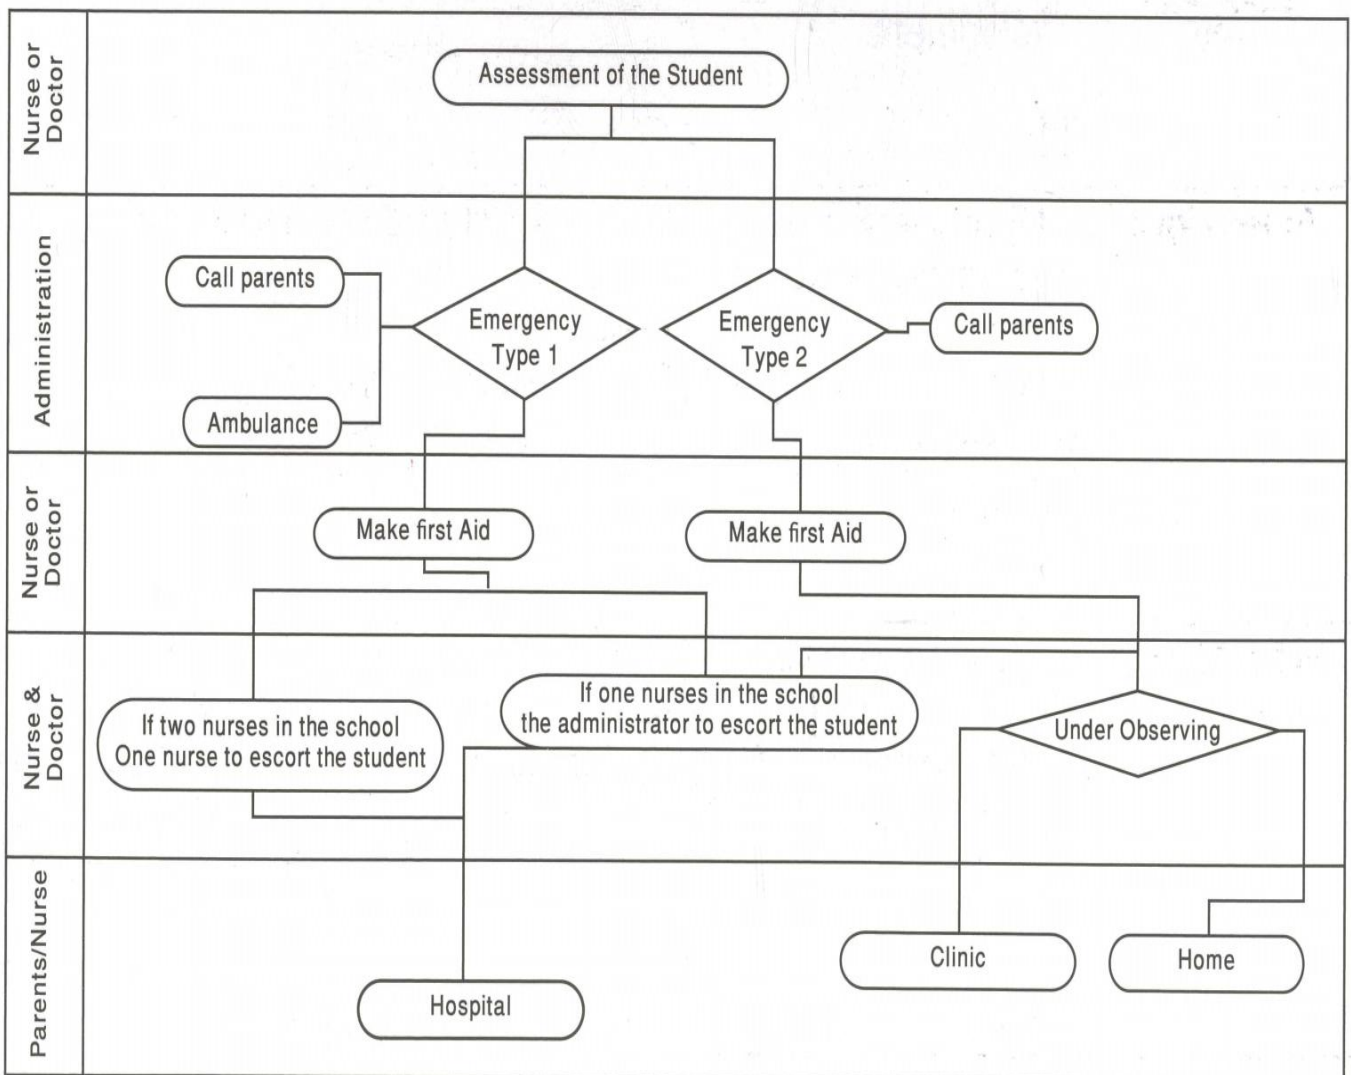 Nurse or
Doctor
Assessment of the Student
Administration
Call parents
Ambulance
Emergency
Type 1
Emergency
Type 2
Call parents
Nurse or
Doctor
Make first Aid
Make first Aid
Nurse &
Doctor
If two nurses in the school
One nurse to escort the student
If one nurses in the school
the administrator to escort the student
Under Observing
Parents/Nurse
Hospital
Clinic
Home